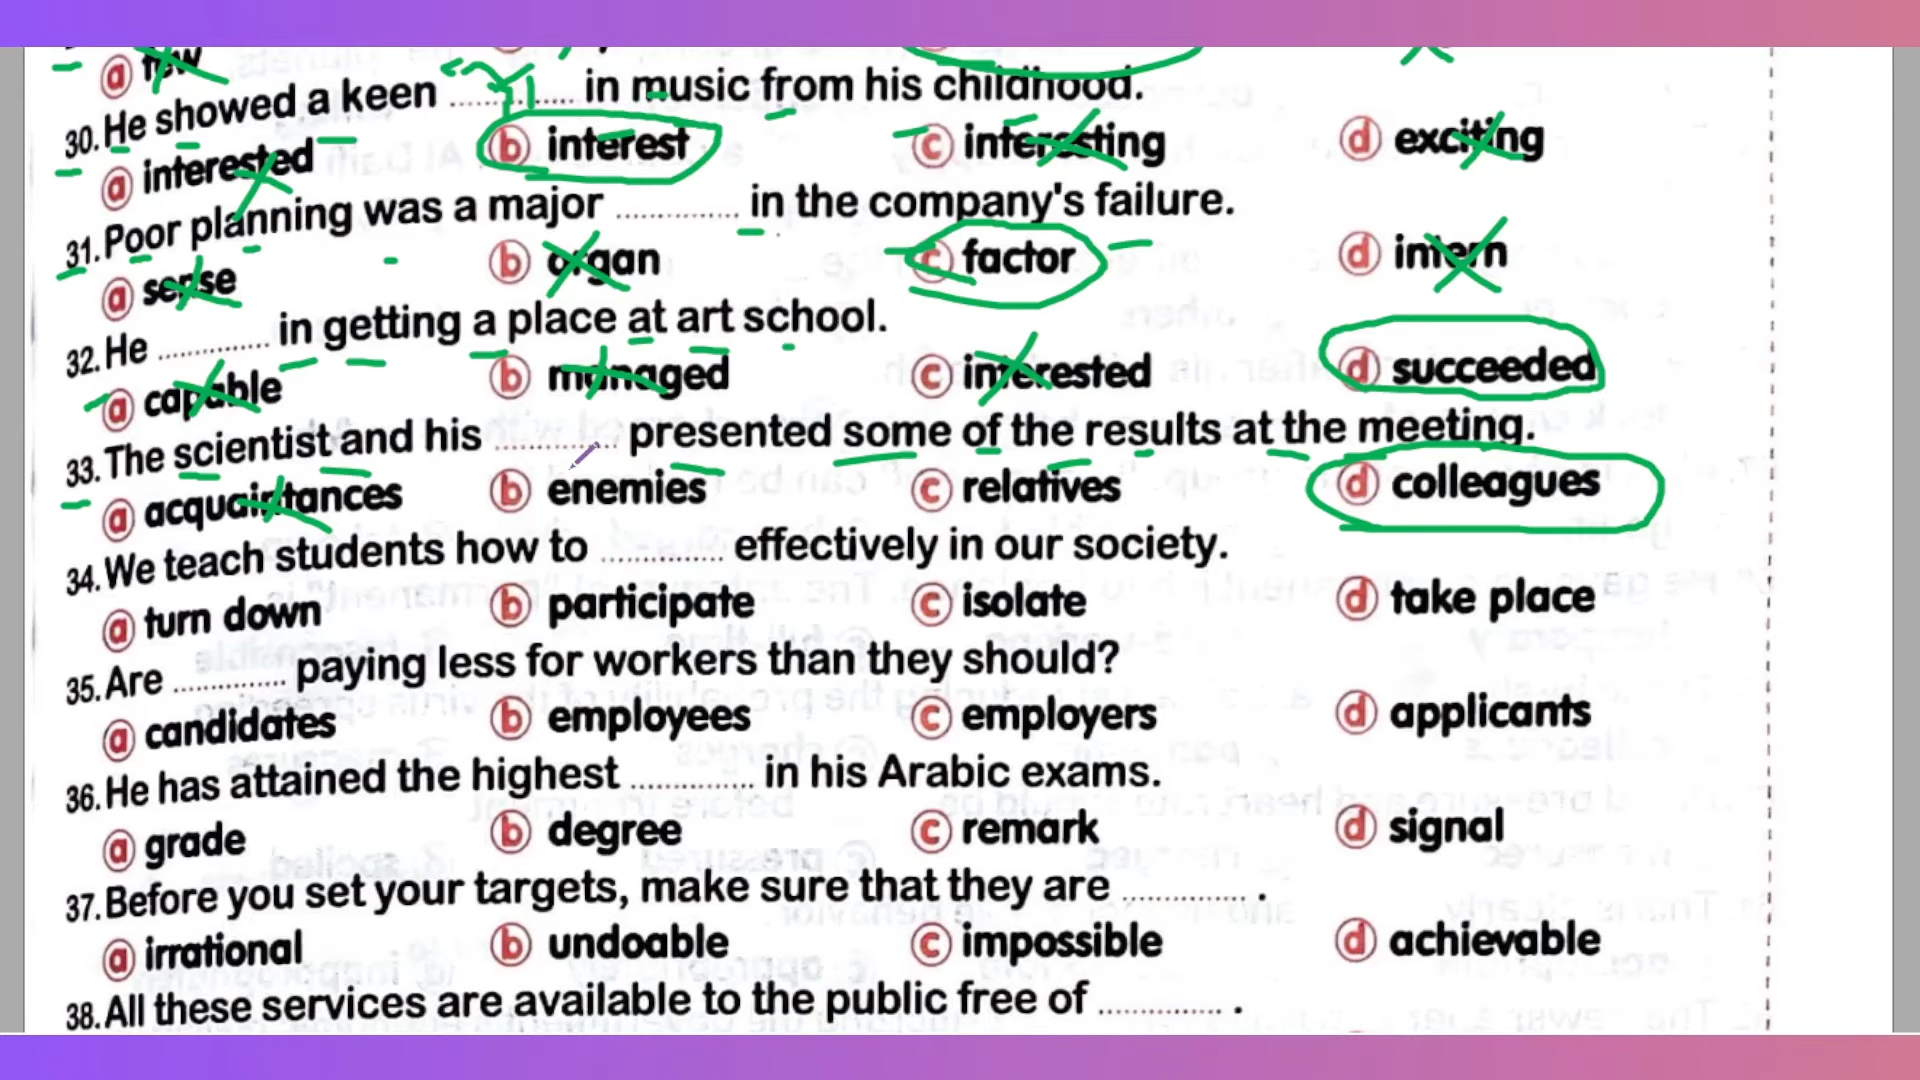 a few
30. He showed a keen ............ in music from his childhood.
a interested b interest c interesting d exciting
31. Poor planning was a major ............ in the company's failure.
a sense b organ c factor d intern
32. He ............ in getting a place at art school.
a capable b managed c interested d succeeded
33. The scientist and his ............ presented some of the results at the meeting.
a acquaintances b enemies c relatives d colleagues
34. We teach students how to ............ effectively in our society.
a turn down b participate c isolate d take place
35. Are ............ paying less for workers than they should?
a candidates b employees c employers d applicants
36. He has attained the highest ............ in his Arabic exams.
a grade b degree c remark d signal
37. Before you set your targets, make sure that they are ............ .
a irrational b undoable c impossible d achievable
38. All these services are available to the public free of ............ .